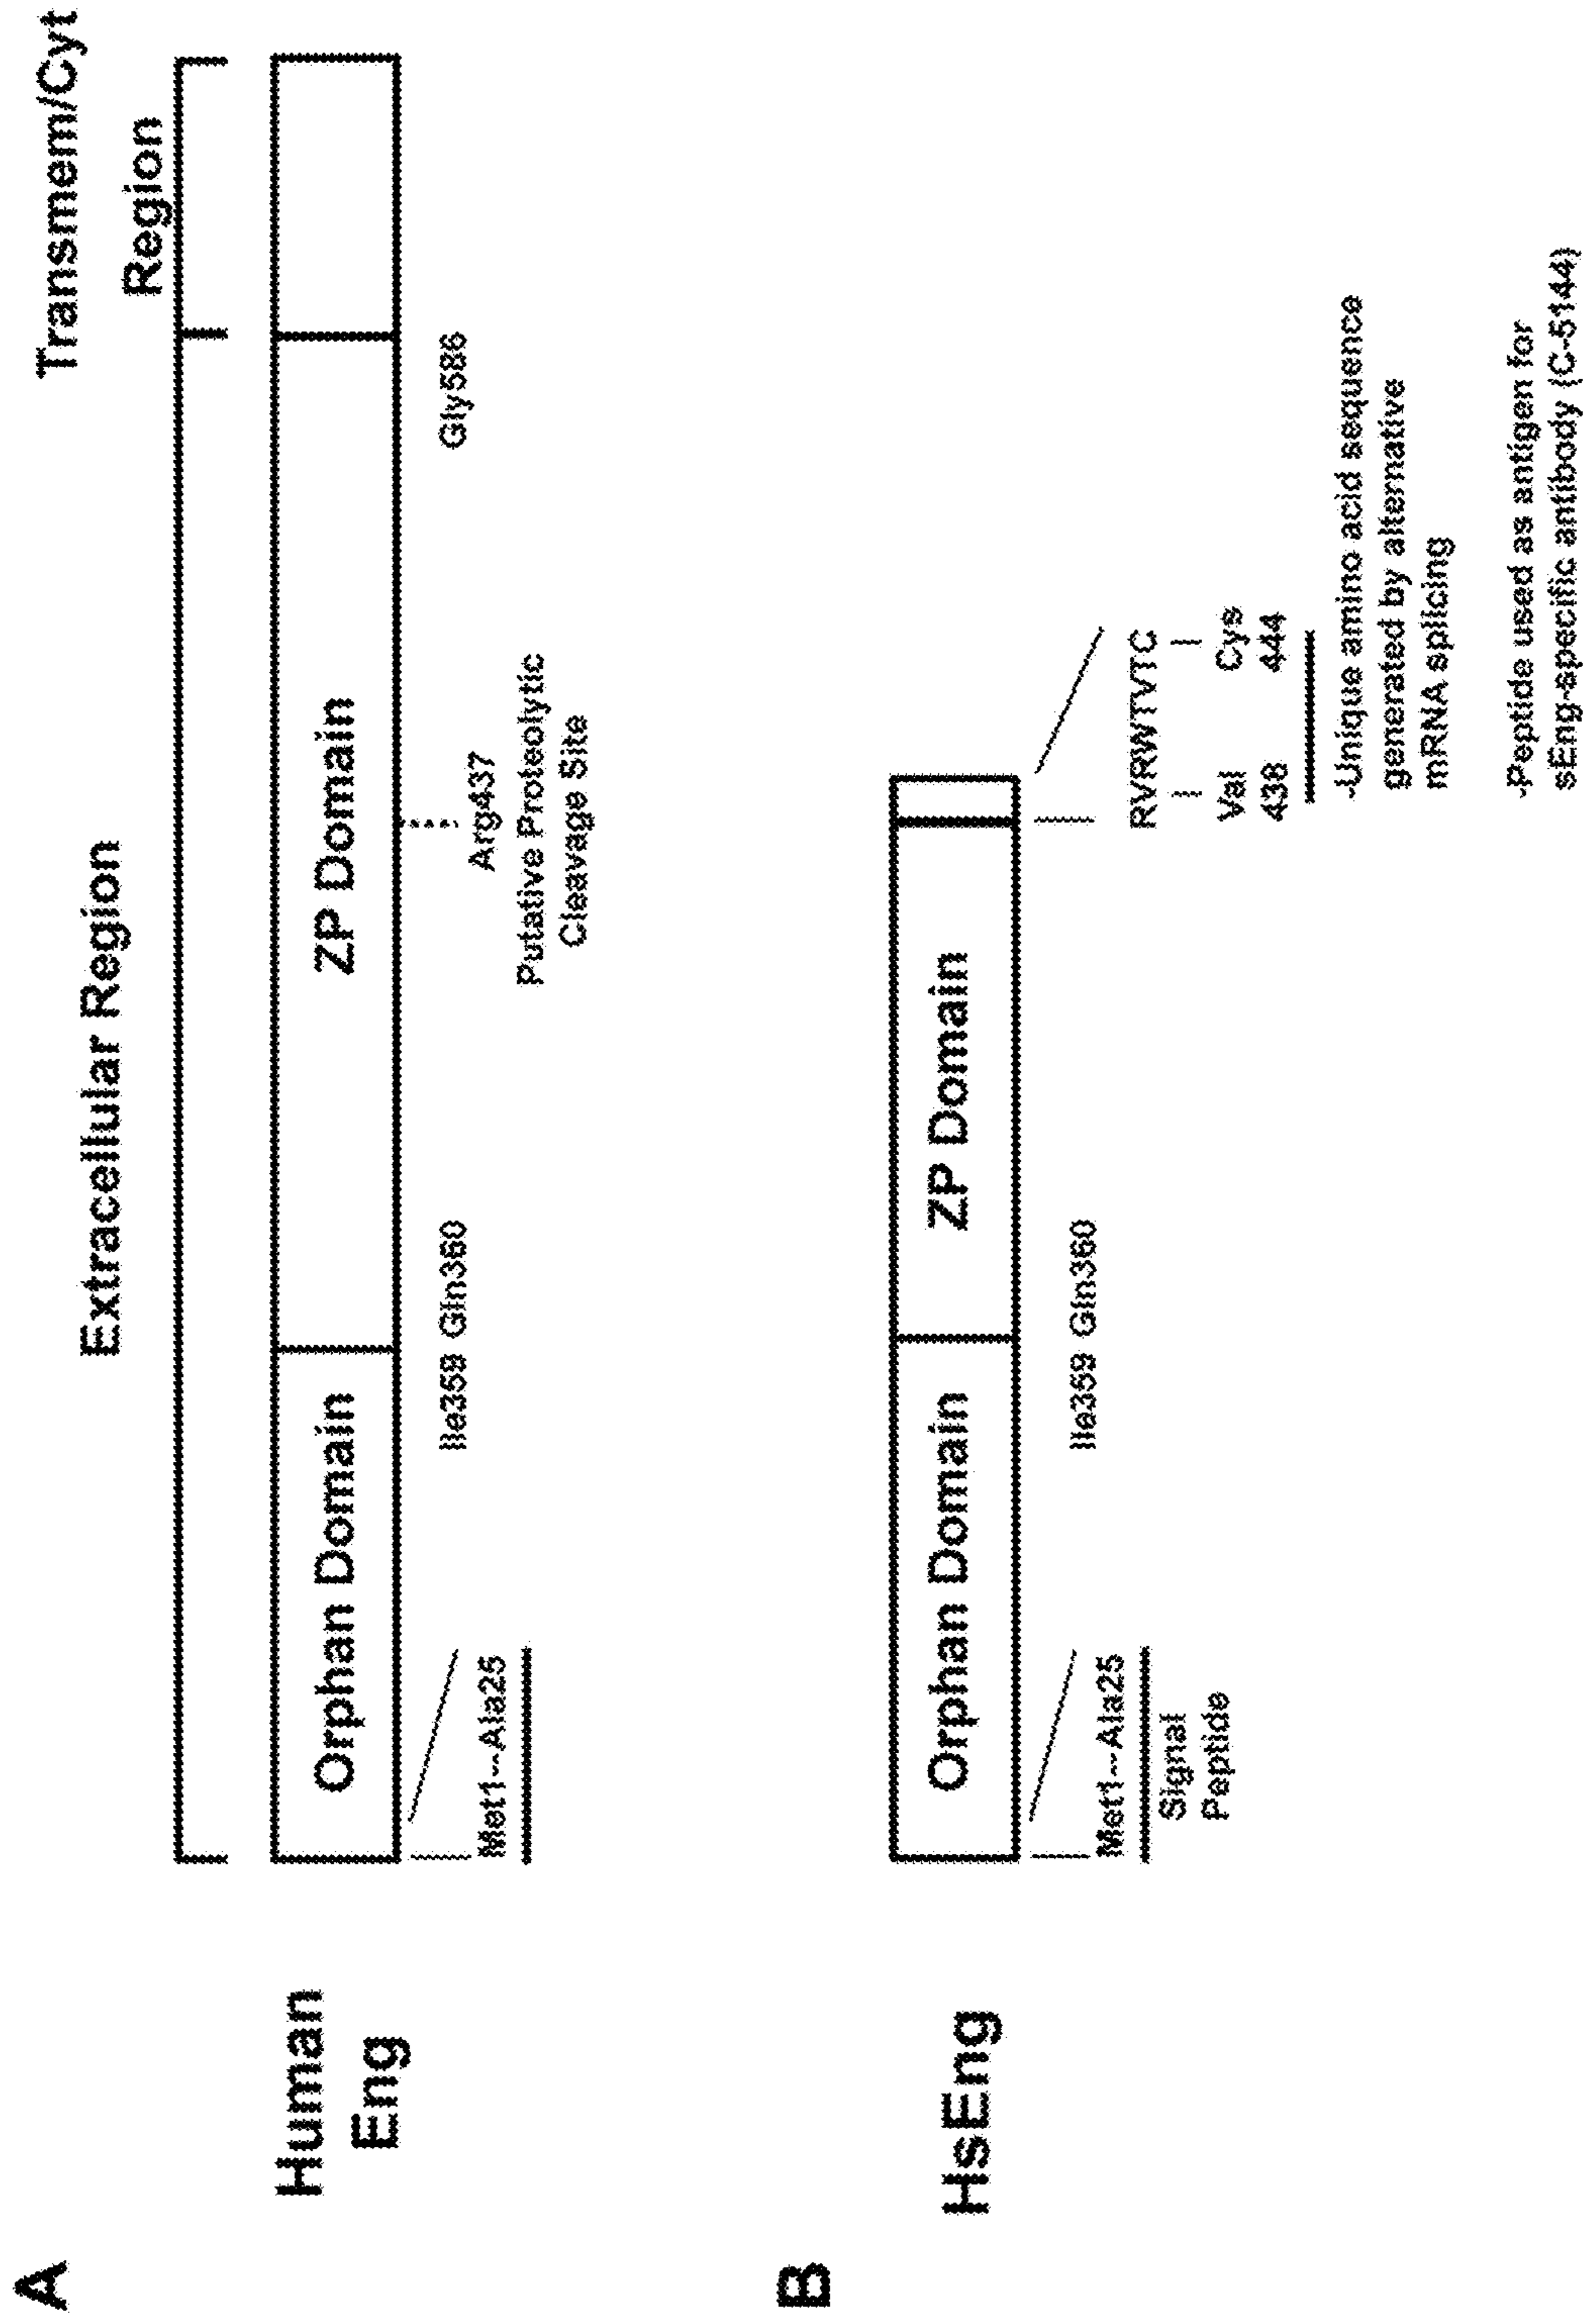 A
Extracellular Region
Transmem/Cyt
Region
Human
Eng
Orphan Domain
ZP Domain
Met1--Ala25
Ile359 Gln360
Arg437
Putative Proteolytic
Cleavage Site
Gly586
B
HsEng
Orphan Domain
ZP Domain
Met1--Ala25
Signal
Peptide
Ile359 Gln360
RVRWTVTC
Val Cys
438 444
-Unique amino acid sequence
generated by alternative
mRNA splicing
-Peptide used as antigen for
sEng-specific antibody (C-5144)